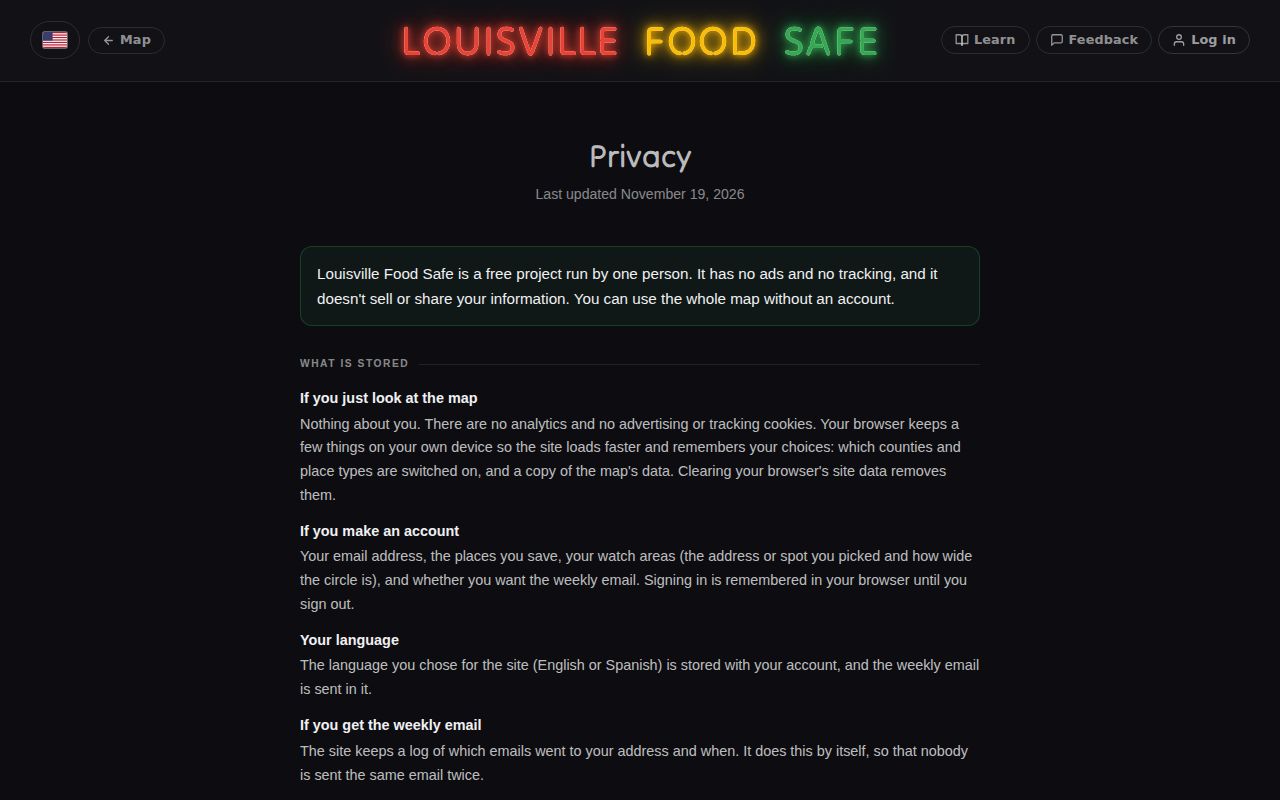 Map
LOUISVILLE FOOD SAFE
Learn
Feedback
Log In
Privacy
Last updated November 19, 2026
Louisville Food Safe is a free project run by one person. It has no ads and no tracking, and it
doesn't sell or share your information. You can use the whole map without an account.
WHAT IS STORED
If you just look at the map
Nothing about you. There are no analytics and no advertising or tracking cookies. Your browser keeps a
few things on your own device so the site loads faster and remembers your choices: which counties and
place types are switched on, and a copy of the map's data. Clearing your browser's site data removes
them.
If you make an account
Your email address, the places you save, your watch areas (the address or spot you picked and how wide
the circle is), and whether you want the weekly email. Signing in is remembered in your browser until you
sign out.
Your language
The language you chose for the site (English or Spanish) is stored with your account, and the weekly email
is sent in it.
If you get the weekly email
The site keeps a log of which emails went to your address and when. It does this by itself, so that nobody
is sent the same email twice.